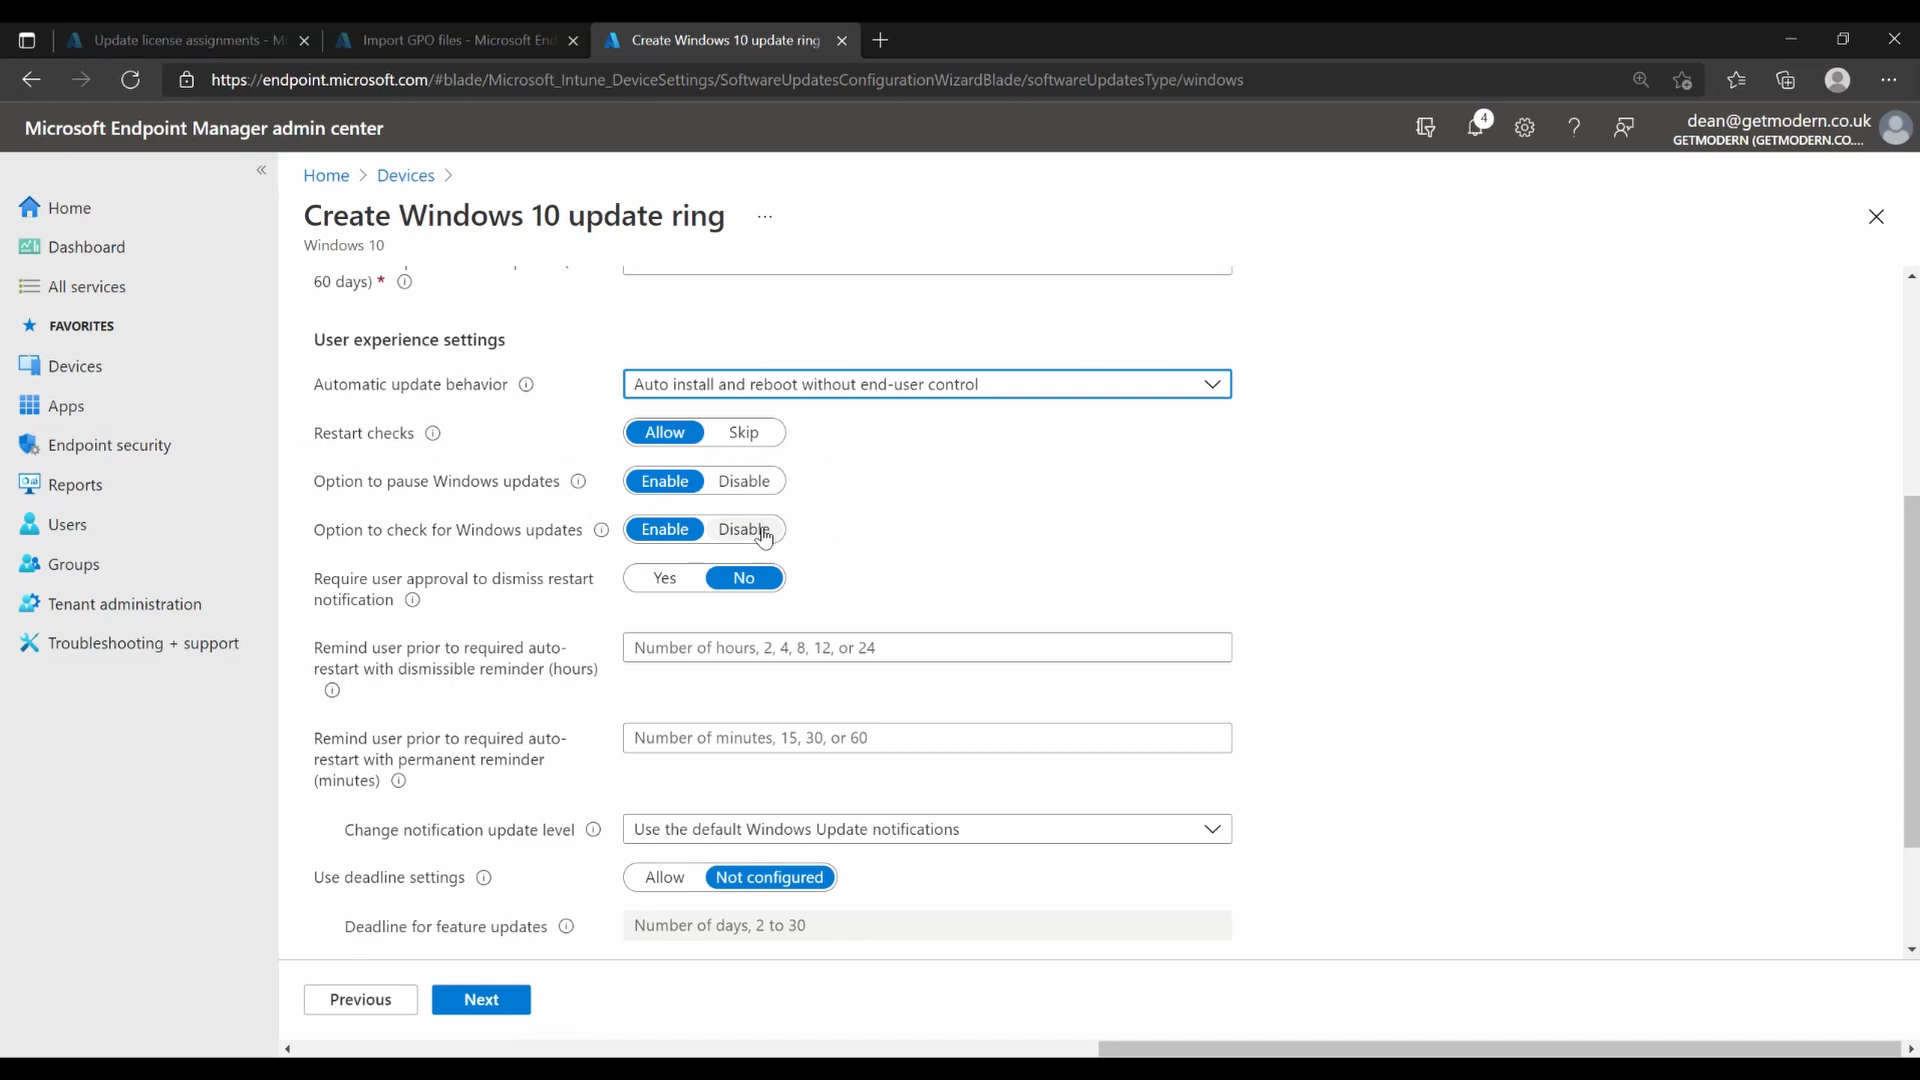 Update license assignments - Mi
Import GPO files - Microsoft End
Create Windows 10 update ring
https://endpoint.microsoft.com/#blade/Microsoft_Intune_DeviceSettings/SoftwareUpdatesConfigurationWizardBlade/softwareUpdatesType/windows
Microsoft Endpoint Manager admin center
4
dean@getmodern.co.uk
GETMODERN (GETMODERN.CO....
Home
Dashboard
All services
FAVORITES
Devices
Apps
Endpoint security
Reports
Users
Groups
Tenant administration
Troubleshooting + support
Home > Devices >
Create Windows 10 update ring ...
Windows 10
60 days) *
User experience settings
Automatic update behavior
Auto install and reboot without end-user control
Restart checks
Allow Skip
Option to pause Windows updates
Enable Disable
Option to check for Windows updates
Enable Disable
Require user approval to dismiss restart
notification
Yes No
Remind user prior to required auto-
restart with dismissible reminder (hours)
Number of hours, 2, 4, 8, 12, or 24
Remind user prior to required auto-
restart with permanent reminder
(minutes)
Number of minutes, 15, 30, or 60
Change notification update level
Use the default Windows Update notifications
Use deadline settings
Allow Not configured
Deadline for feature updates
Number of days, 2 to 30
Previous Next